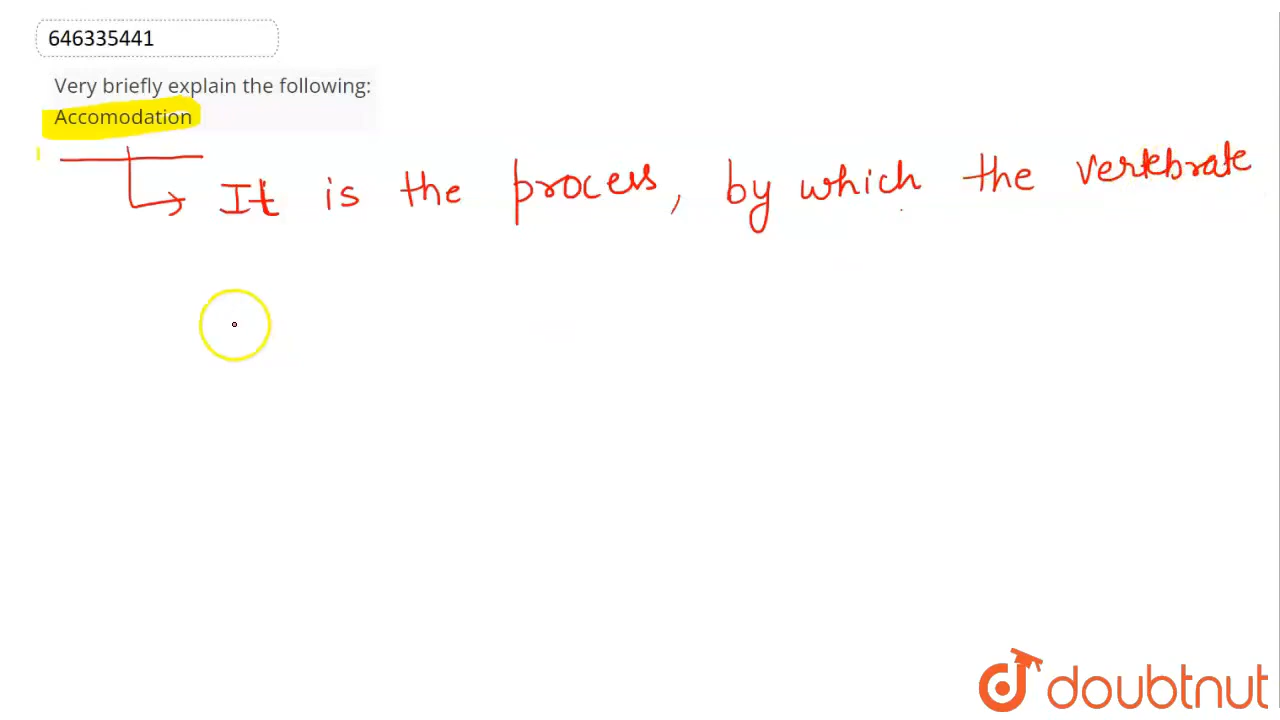 646335441
Very briefly explain the following:
Accomodation
It is the process, by which the vertebrate
doubtnut